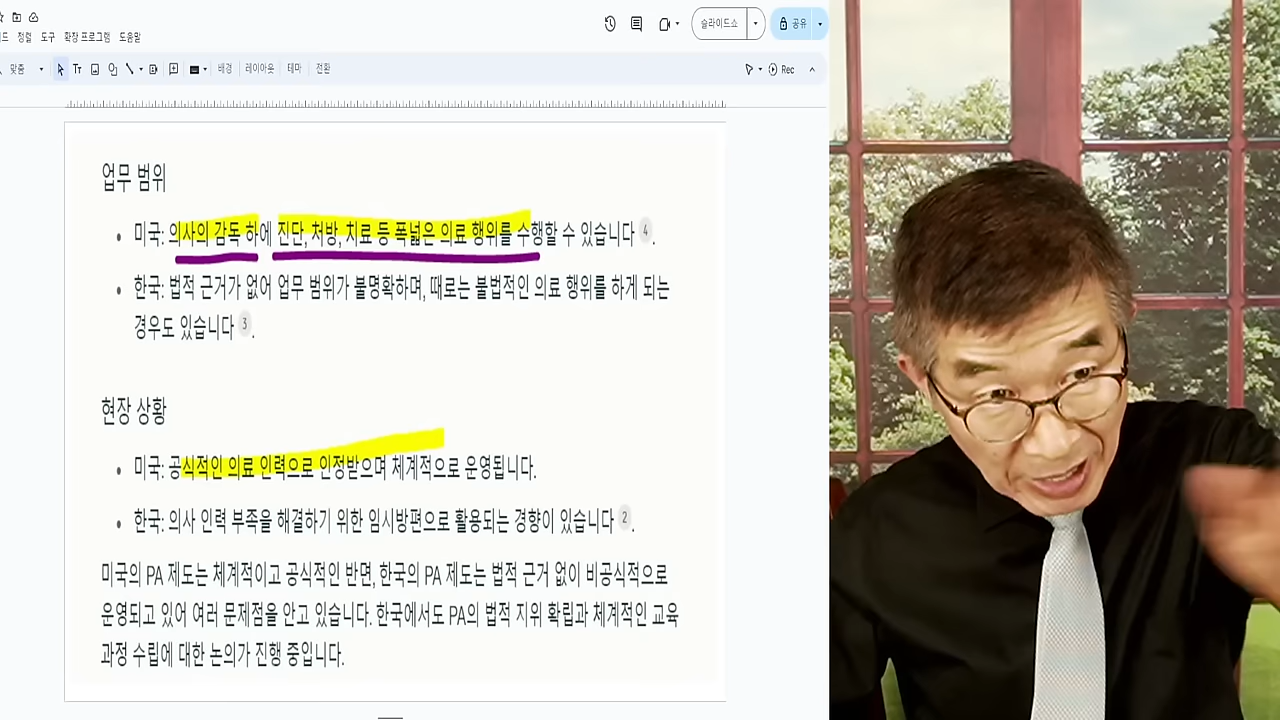 정렬 도구 확장 프로그램 도움말
슬라이드쇼
공유
맞춤
Tт
배경 레이아웃 테마 전환
Rec
업무 범위
• 미국: 의사의 감독 하에 진단, 처방, 치료 등 폭넓은 의료 행위를 수행할 수 있습니다 4 .
• 한국: 법적 근거가 없어 업무 범위가 불명확하며, 때로는 불법적인 의료 행위를 하게 되는
경우도 있습니다 3 .
현장 상황
• 미국: 공식적인 의료 인력으로 인정받으며 체계적으로 운영됩니다.
• 한국: 의사 인력 부족을 해결하기 위한 임시방편으로 활용되는 경향이 있습니다 2 .
미국의 PA 제도는 체계적이고 공식적인 반면, 한국의 PA 제도는 법적 근거 없이 비공식적으로
운영되고 있어 여러 문제점을 안고 있습니다. 한국에서도 PA의 법적 지위 확립과 체계적인 교육
과정 수립에 대한 논의가 진행 중입니다.